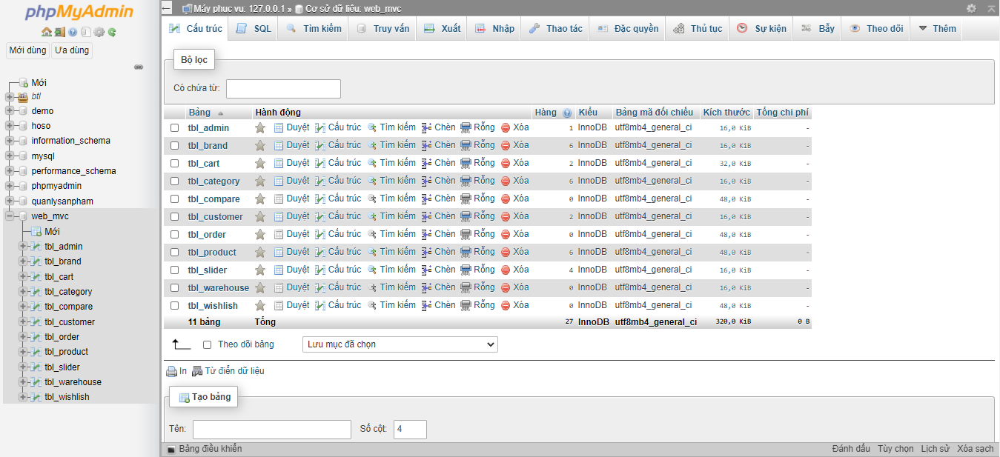 phpMyAdmin
Mới dùng Ưa dùng
Mới
btl
demo
hoso
information_schema
mysql
performance_schema
phpmyadmin
quanlysanpham
web_mvc
Mới
tbl_admin
tbl_brand
tbl_cart
tbl_category
tbl_compare
tbl_customer
tbl_order
tbl_product
tbl_slider
tbl_warehouse
tbl_wishlish
Máy phục vụ: 127.0.0.1 » Cơ sở dữ liệu: web_mvc
Cấu trúc SQL Tìm kiếm Truy vấn Xuất Nhập Thao tác Đặc quyền Thủ tục Sự kiện Bẫy Theo dõi Thêm
Bộ lọc
Có chứa từ:
Bảng Hành động Hàng Kiểu Bảng mã đối chiếu Kích thước Tổng chi phí
tbl_admin Duyệt Cấu trúc Tìm kiếm Chèn Rỗng Xóa 1 InnoDB utf8mb4_general_ci 16,0 KiB -
tbl_brand Duyệt Cấu trúc Tìm kiếm Chèn Rỗng Xóa 6 InnoDB utf8mb4_general_ci 16,0 KiB -
tbl_cart Duyệt Cấu trúc Tìm kiếm Chèn Rỗng Xóa 2 InnoDB utf8mb4_general_ci 32,0 KiB -
tbl_category Duyệt Cấu trúc Tìm kiếm Chèn Rỗng Xóa 6 InnoDB utf8mb4_general_ci 16,0 KiB -
tbl_compare Duyệt Cấu trúc Tìm kiếm Chèn Rỗng Xóa 0 InnoDB utf8mb4_general_ci 48,0 KiB -
tbl_customer Duyệt Cấu trúc Tìm kiếm Chèn Rỗng Xóa 2 InnoDB utf8mb4_general_ci 16,0 KiB -
tbl_order Duyệt Cấu trúc Tìm kiếm Chèn Rỗng Xóa 0 InnoDB utf8mb4_general_ci 48,0 KiB -
tbl_product Duyệt Cấu trúc Tìm kiếm Chèn Rỗng Xóa 6 InnoDB utf8mb4_general_ci 48,0 KiB -
tbl_slider Duyệt Cấu trúc Tìm kiếm Chèn Rỗng Xóa 4 InnoDB utf8mb4_general_ci 16,0 KiB -
tbl_warehouse Duyệt Cấu trúc Tìm kiếm Chèn Rỗng Xóa 0 InnoDB utf8mb4_general_ci 16,0 KiB -
tbl_wishlish Duyệt Cấu trúc Tìm kiếm Chèn Rỗng Xóa 0 InnoDB utf8mb4_general_ci 48,0 KiB -
11 bảng Tổng 27 InnoDB utf8mb4_general_ci 320,0 KiB 0 B
Theo dõi bảng Lưu mục đã chọn
In Từ điển dữ liệu
Tạo bảng
Tên: Số cột: 4
Bảng điều khiển Đánh dấu Tùy chọn Lịch sử Xóa sạch